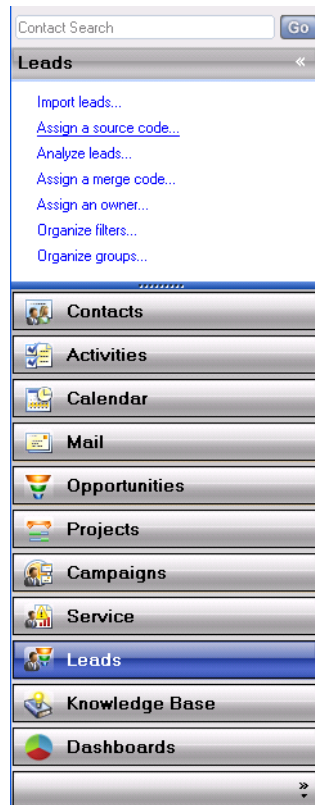 Contact Search Go
Leads «
Import leads...
Assign a source code...
Analyze leads...
Assign a merge code...
Assign an owner...
Organize filters...
Organize groups...
Contacts
Activities
Calendar
Mail
Opportunities
Projects
Campaigns
Service
Leads
Knowledge Base
Dashboards
»